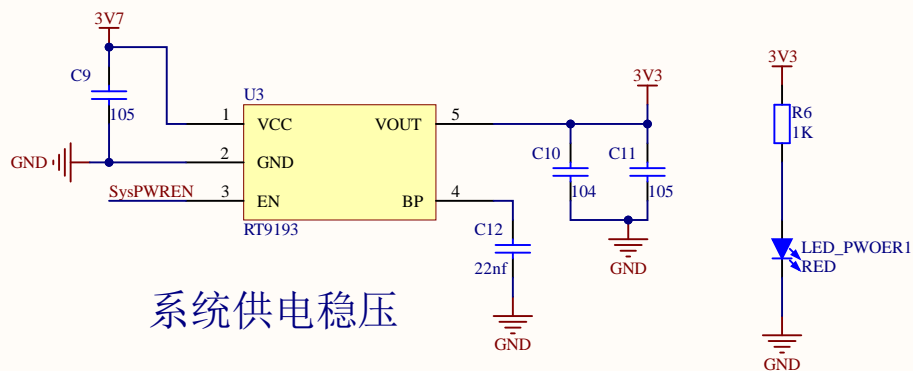 3V7
C9
105
GND
SysPWREN
U3
1
VCC
VOUT
5
2
GND
3
EN
BP
4
RT9193
3V3
C10
104
C11
105
GND
C12
22nf
GND
系统供电稳压
3V3
R6
1K
LED_PWOER1
RED
GND